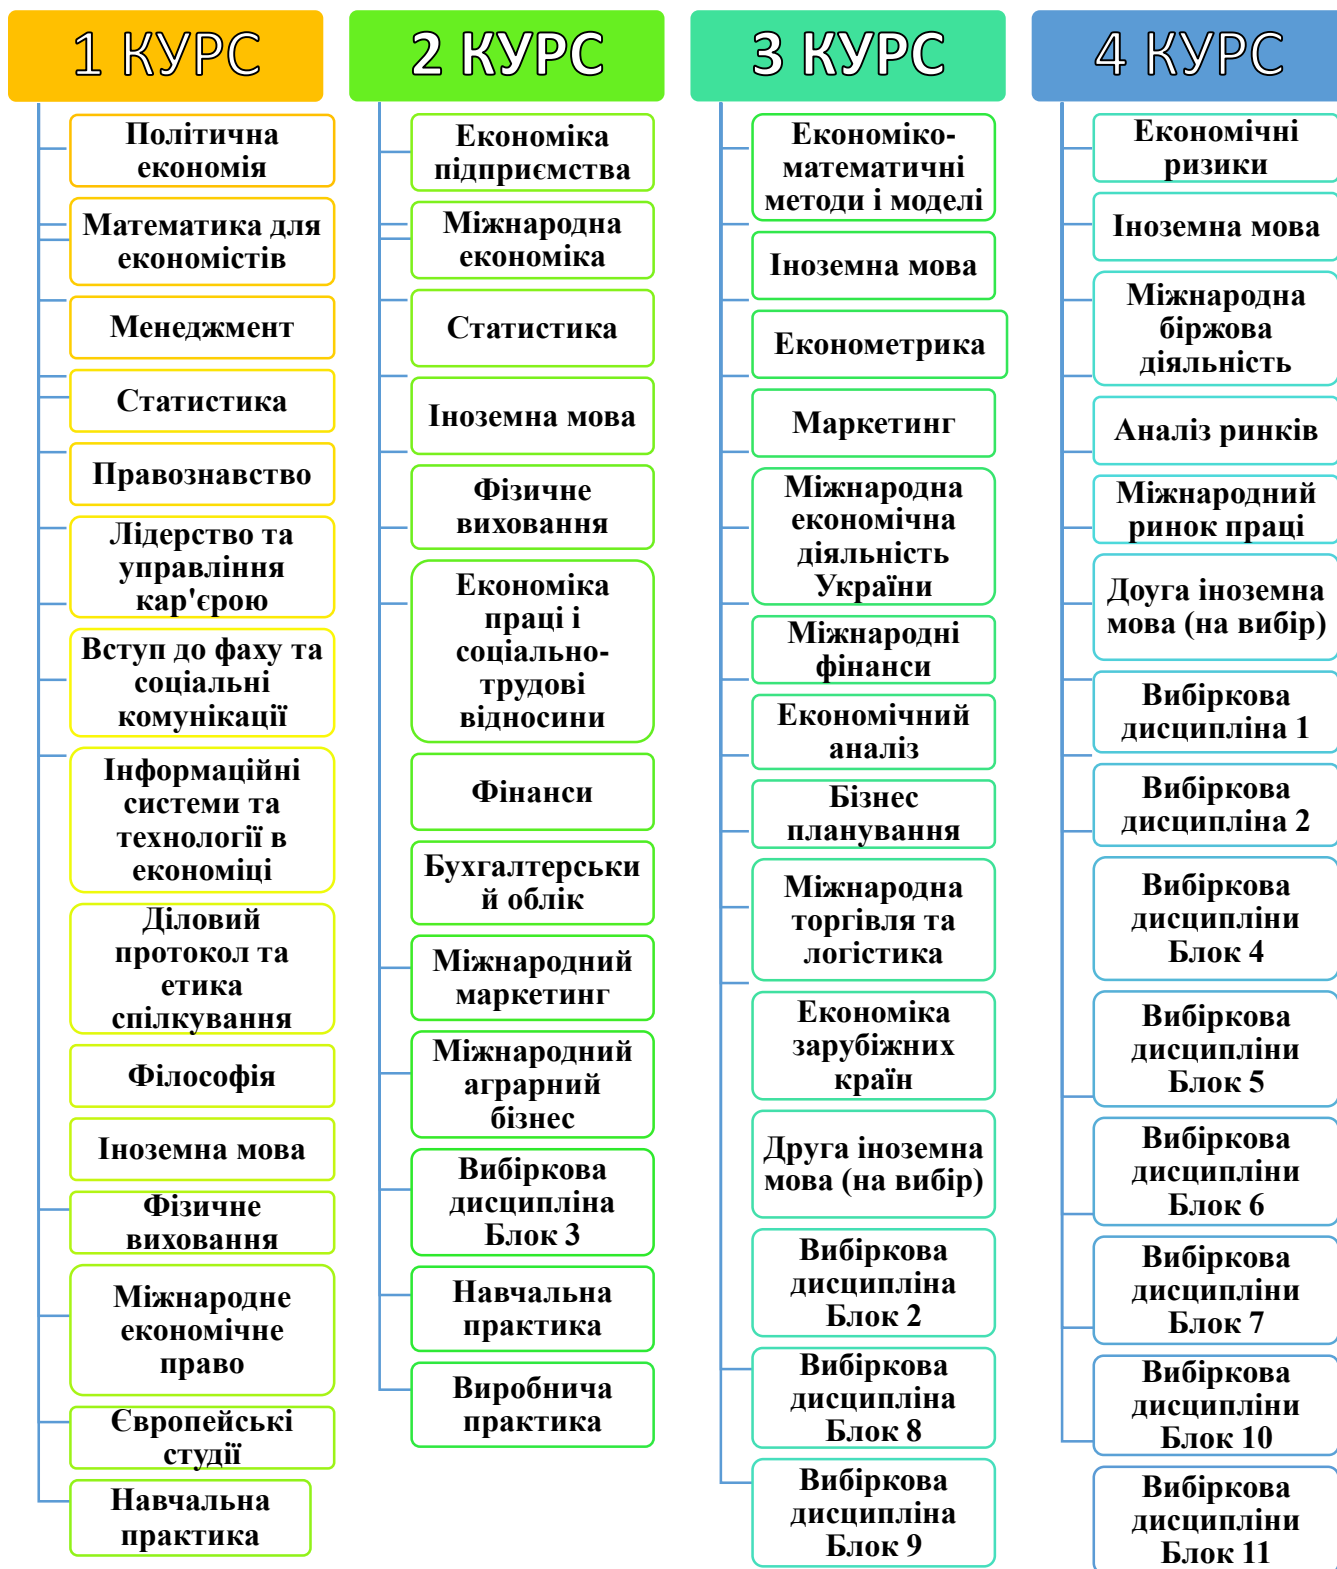 1 КУРС
Політична
економія
Математика для
економістів
Менеджмент
Статистика
Правознавство
Лідерство та
управління
кар'єрою
Вступ до фаху та
соціальні
комунікації
Інформаційні
системи та
технології в
економіці
Діловий
протокол та
етика
спілкування
Філософія
Іноземна мова
Фізичне
виховання
Міжнародне
економічне
право
Європейські
студії
Навчальна
практика
2 КУРС
Економіка
підприємства
Міжнародна
економіка
Статистика
Іноземна мова
Фізичне
виховання
Економіка
праці і
соціально-
трудові
відносини
Фінанси
Бухгалтерськи
й облік
Міжнародний
маркетинг
Міжнародний
аграрний
бізнес
Вибіркова
дисципліна
Блок 3
Навчальна
практика
Виробнича
практика
3 КУРС
Економіко-
математичні
методи і моделі
Іноземна мова
Економетрика
Маркетинг
Міжнародна
економічна
діяльність
України
Міжнародні
фінанси
Економічний
аналіз
Бізнес
планування
Міжнародна
торгівля та
логістика
Економіка
зарубіжних
країн
Друга іноземна
мова (на вибір)
Вибіркова
дисципліна
Блок 2
Вибіркова
дисципліна
Блок 8
Вибіркова
дисципліна
Блок 9
4 КУРС
Економічні
ризики
Іноземна мова
Міжнародна
біржова
діяльність
Аналіз ринків
Міжнародний
ринок праці
Доуга іноземна
мова (на вибір)
Вибіркова
дисципліна 1
Вибіркова
дисципліна 2
Вибіркова
дисципліни
Блок 4
Вибіркова
дисципліни
Блок 5
Вибіркова
дисципліни
Блок 6
Вибіркова
дисципліни
Блок 7
Вибіркова
дисципліни
Блок 10
Вибіркова
дисципліни
Блок 11